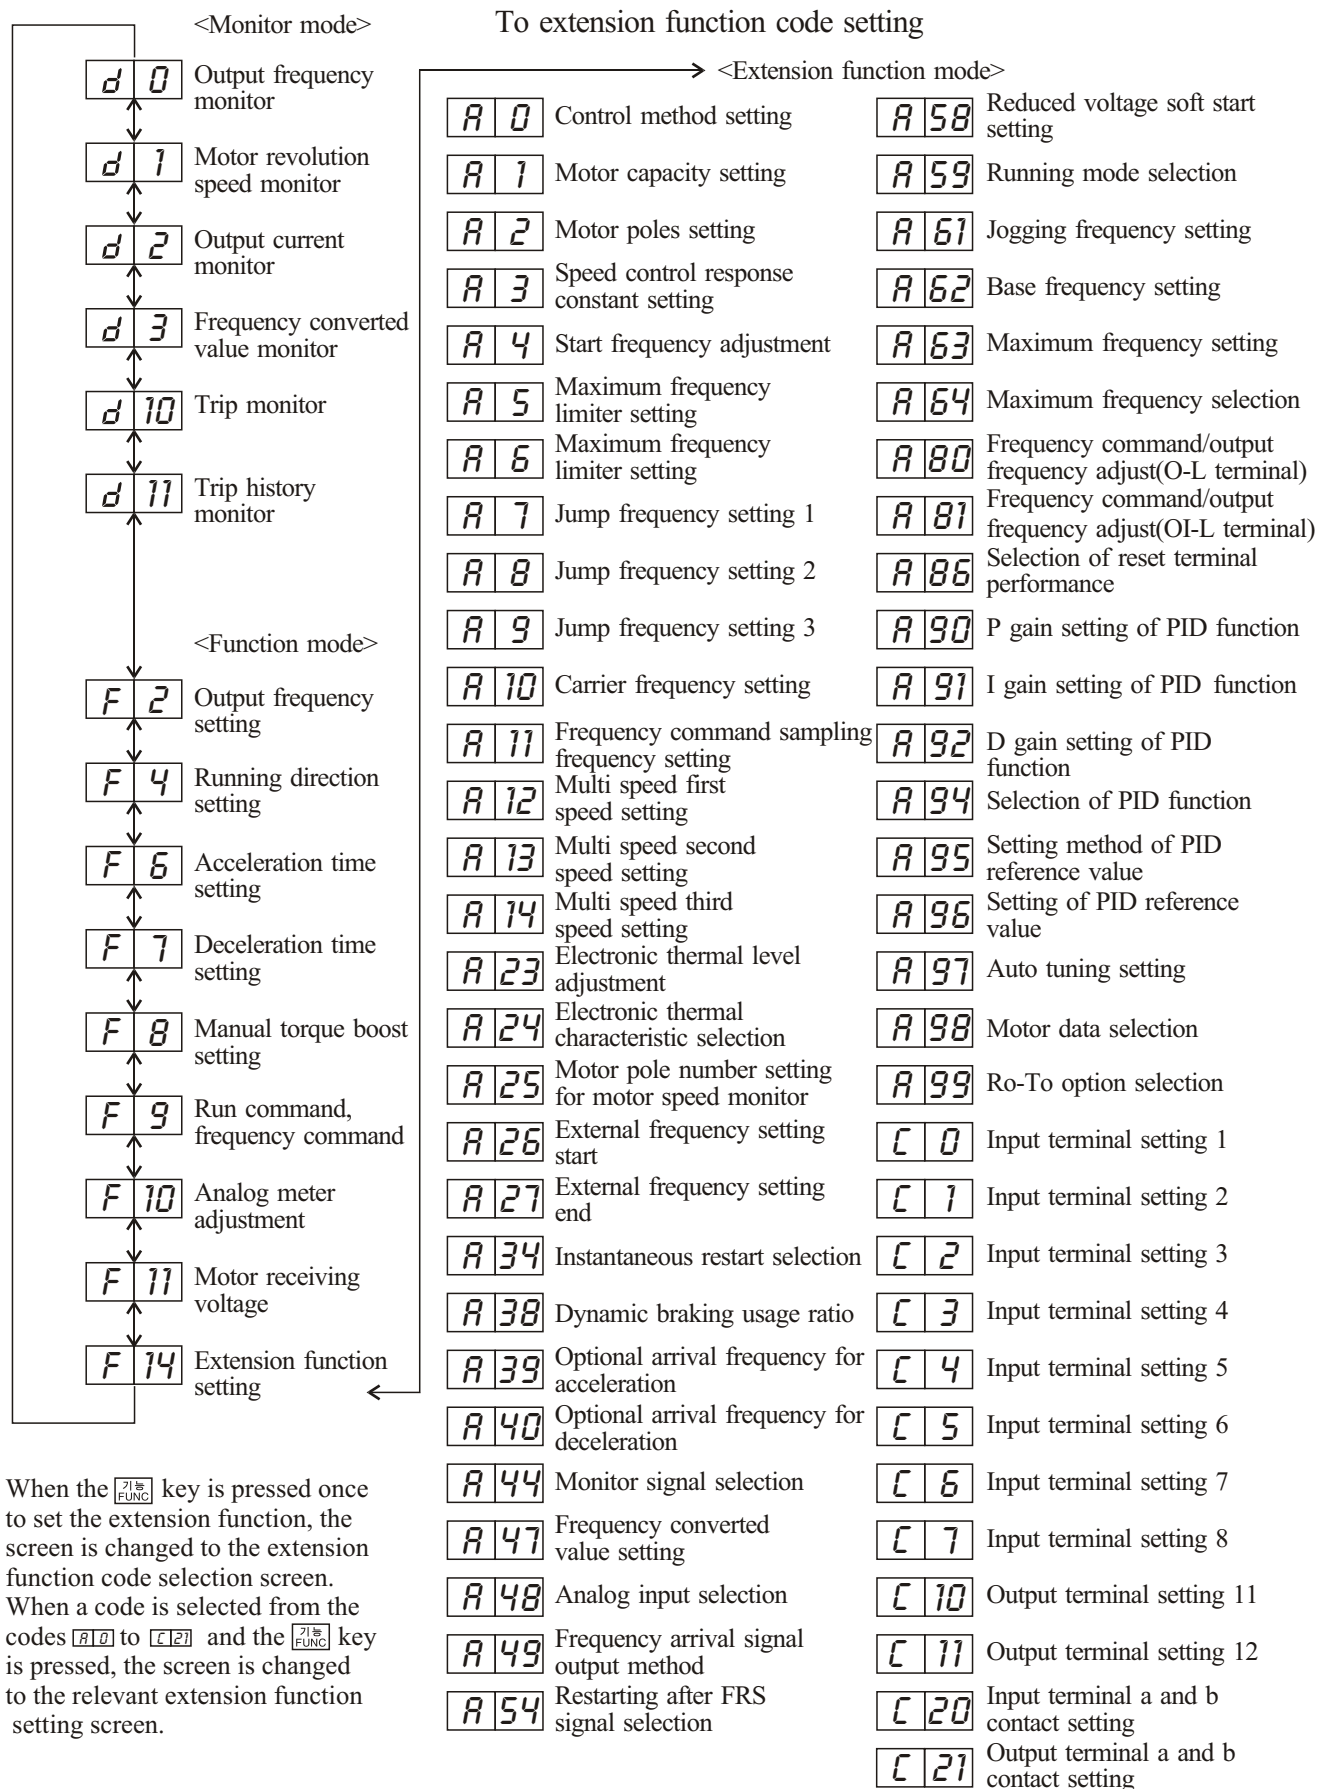 <Monitor mode>
d 0 Output frequency
monitor
d 1 Motor revolution
speed monitor
d 2 Output current
monitor
d 3 Frequency converted
value monitor
d 10 Trip monitor
d 11 Trip history
monitor
<Function mode>
F 2 Output frequency
setting
F 4 Running direction
setting
F 6 Acceleration time
setting
F 7 Deceleration time
setting
F 8 Manual torque boost
setting
F 9 Run command,
frequency command
F 10 Analog meter
adjustment
F 11 Motor receiving
voltage
F 14 Extension function
setting
When the 기능 FUNC key is pressed once
to set the extension function, the
screen is changed to the extension
function code selection screen.
When a code is selected from the
codes A 0 to C 21 and the 기능 FUNC key
is pressed, the screen is changed
to the relevant extension function
setting screen.
To extension function code setting
<Extension function mode>
A 0 Control method setting
A 1 Motor capacity setting
A 2 Motor poles setting
A 3 Speed control response
constant setting
A 4 Start frequency adjustment
A 5 Maximum frequency
limiter setting
A 6 Maximum frequency
limiter setting
A 7 Jump frequency setting 1
A 8 Jump frequency setting 2
A 9 Jump frequency setting 3
A 10 Carrier frequency setting
A 11 Frequency command sampling
frequency setting
A 12 Multi speed first
speed setting
A 13 Multi speed second
speed setting
A 14 Multi speed third
speed setting
A 23 Electronic thermal level
adjustment
A 24 Electronic thermal
characteristic selection
A 25 Motor pole number setting
for motor speed monitor
A 26 External frequency setting
start
A 27 External frequency setting
end
A 34 Instantaneous restart selection
A 38 Dynamic braking usage ratio
A 39 Optional arrival frequency for
acceleration
A 40 Optional arrival frequency for
deceleration
A 44 Monitor signal selection
A 47 Frequency converted
value setting
A 48 Analog input selection
A 49 Frequency arrival signal
output method
A 54 Restarting after FRS
signal selection
A 58 Reduced voltage soft start
setting
A 59 Running mode selection
A 61 Jogging frequency setting
A 62 Base frequency setting
A 63 Maximum frequency setting
A 64 Maximum frequency selection
A 80 Frequency command/output
frequency adjust(O-L terminal)
A 81 Frequency command/output
frequency adjust(OI-L terminal)
A 86 Selection of reset terminal
performance
A 90 P gain setting of PID function
A 91 I gain setting of PID function
A 92 D gain setting of PID
function
A 94 Selection of PID function
A 95 Setting method of PID
reference value
A 96 Setting of PID reference
value
A 97 Auto tuning setting
A 98 Motor data selection
A 99 Ro-To option selection
C 0 Input terminal setting 1
C 1 Input terminal setting 2
C 2 Input terminal setting 3
C 3 Input terminal setting 4
C 4 Input terminal setting 5
C 5 Input terminal setting 6
C 6 Input terminal setting 7
C 7 Input terminal setting 8
C 10 Output terminal setting 11
C 11 Output terminal setting 12
C 20 Input terminal a and b
contact setting
C 21 Output terminal a and b
contact setting